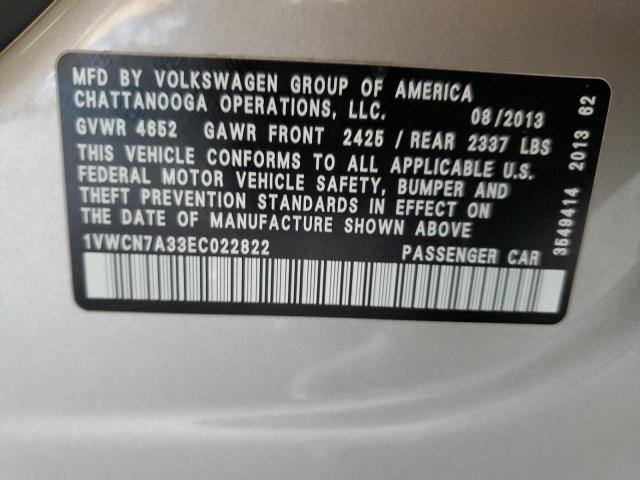 MFD BY VOLKSWAGEN GROUP OF AMERICA
CHATTANOOGA OPERATIONS, LLC. 08/2013
GVWR 4652 GAWR FRONT 2425 / REAR 2337 LBS
THIS VEHICLE CONFORMS TO ALL APPLICABLE U.S.
FEDERAL MOTOR VEHICLE SAFETY, BUMPER AND
THEFT PREVENTION STANDARDS IN EFFECT ON
THE DATE OF MANUFACTURE SHOWN ABOVE
1VWCN7A33EC022822 PASSENGER CAR
3549414 2013 62